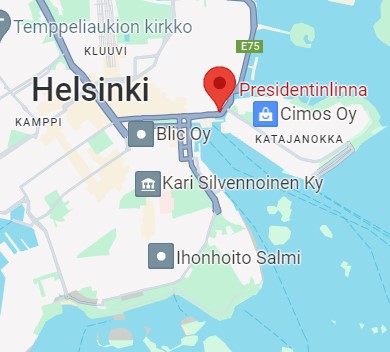 Temppeliaukion kirkko
KLUUVI
E75
Helsinki
Presidentinlinna
KAMPPI
Cimos Oy
Blic Oy
KATAJANOKKA
Kari Silvennoinen Ky
Ihonhoito Salmi